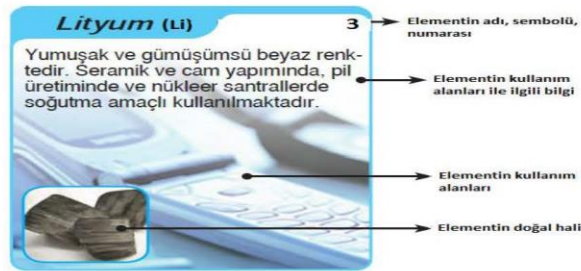 Lityum (Li) 3
Yumuşak ve gümüşümsü beyaz renk-
tedir. Seramik ve cam yapımında, pil
üretiminde ve nükleer santrallerde
soğutma amaçlı kullanılmaktadır.
Elementin adı, sembolü,
numarası
Elementin kullanım
alanları ile ilgili bilgi
Elementin kullanım
alanları
Elementin doğal hali